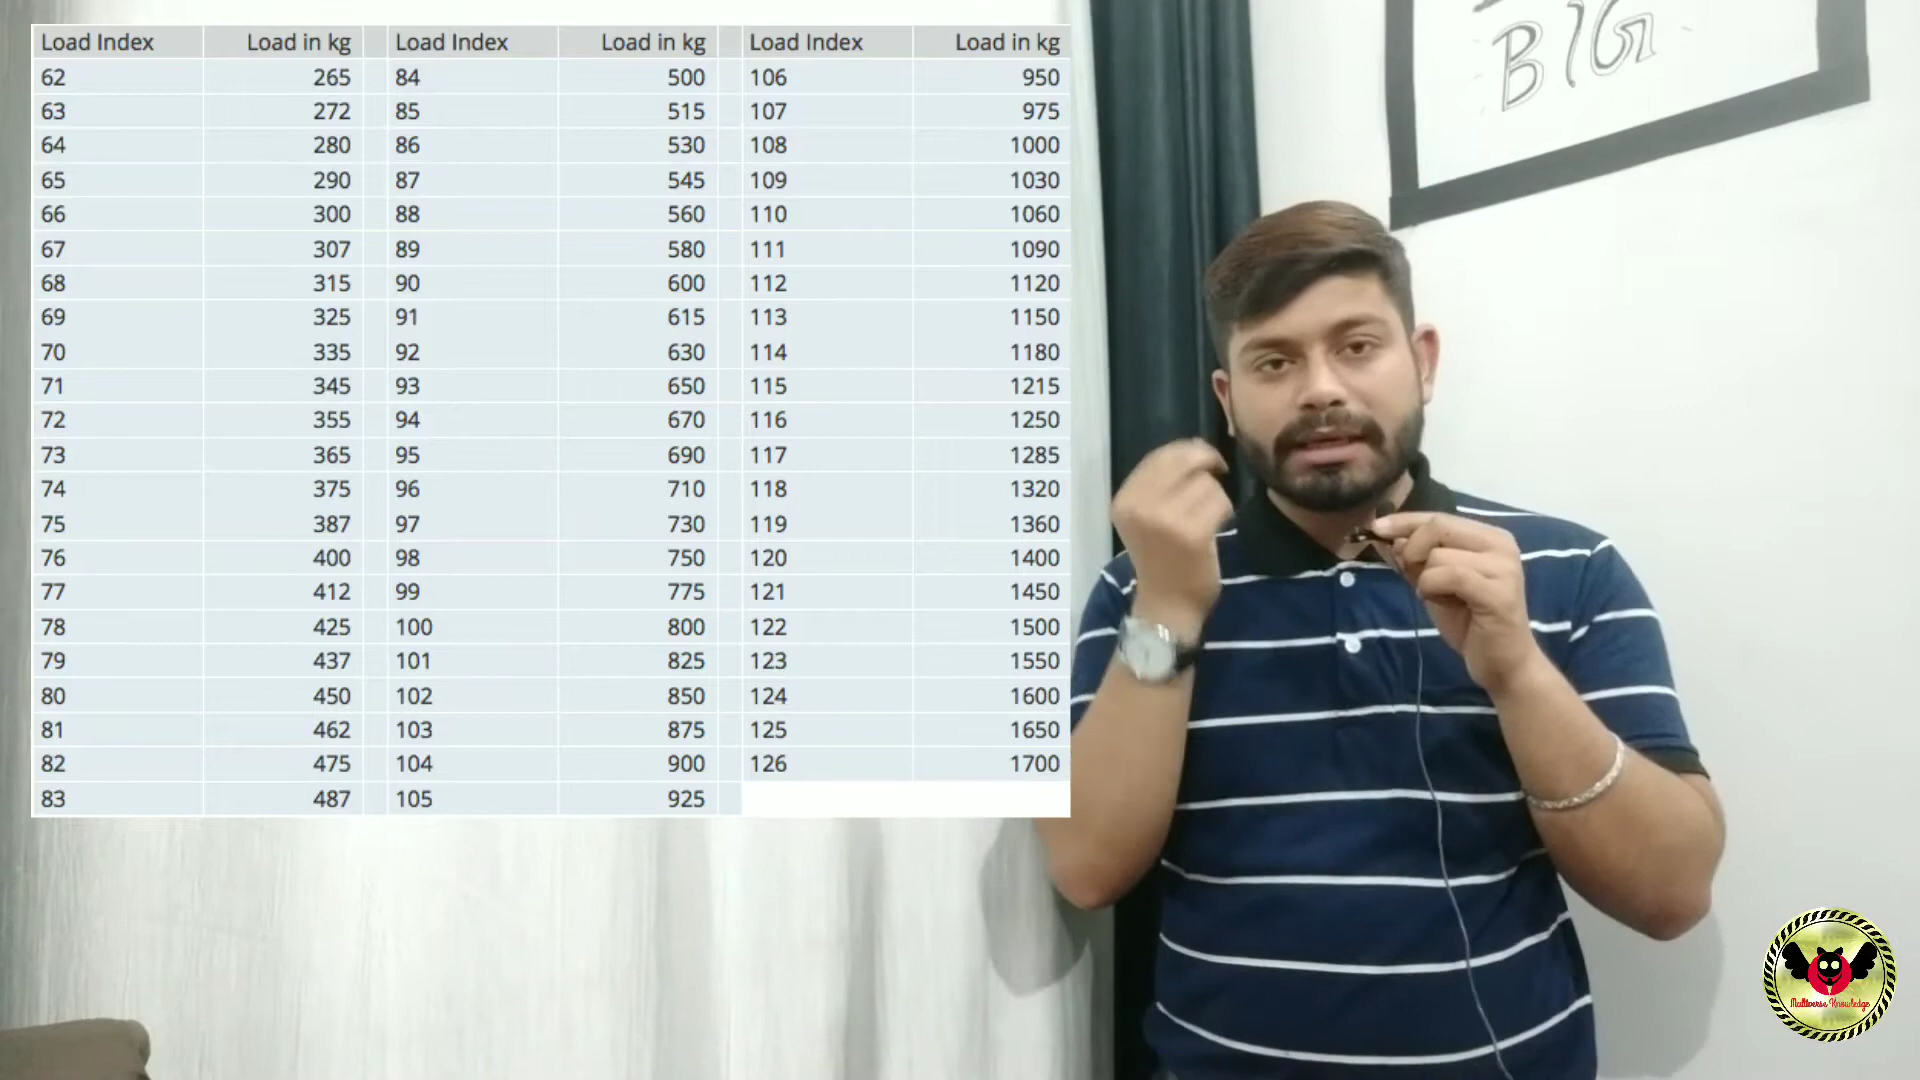 Load Index Load in kg Load Index Load in kg Load Index Load in kg
62 265 84 500 106 950
63 272 85 515 107 975
64 280 86 530 108 1000
65 290 87 545 109 1030
66 300 88 560 110 1060
67 307 89 580 111 1090
68 315 90 600 112 1120
69 325 91 615 113 1150
70 335 92 630 114 1180
71 345 93 650 115 1215
72 355 94 670 116 1250
73 365 95 690 117 1285
74 375 96 710 118 1320
75 387 97 730 119 1360
76 400 98 750 120 1400
77 412 99 775 121 1450
78 425 100 800 122 1500
79 437 101 825 123 1550
80 450 102 850 124 1600
81 462 103 875 125 1650
82 475 104 900 126 1700
83 487 105 925
BIG
Multiverse Knowledge